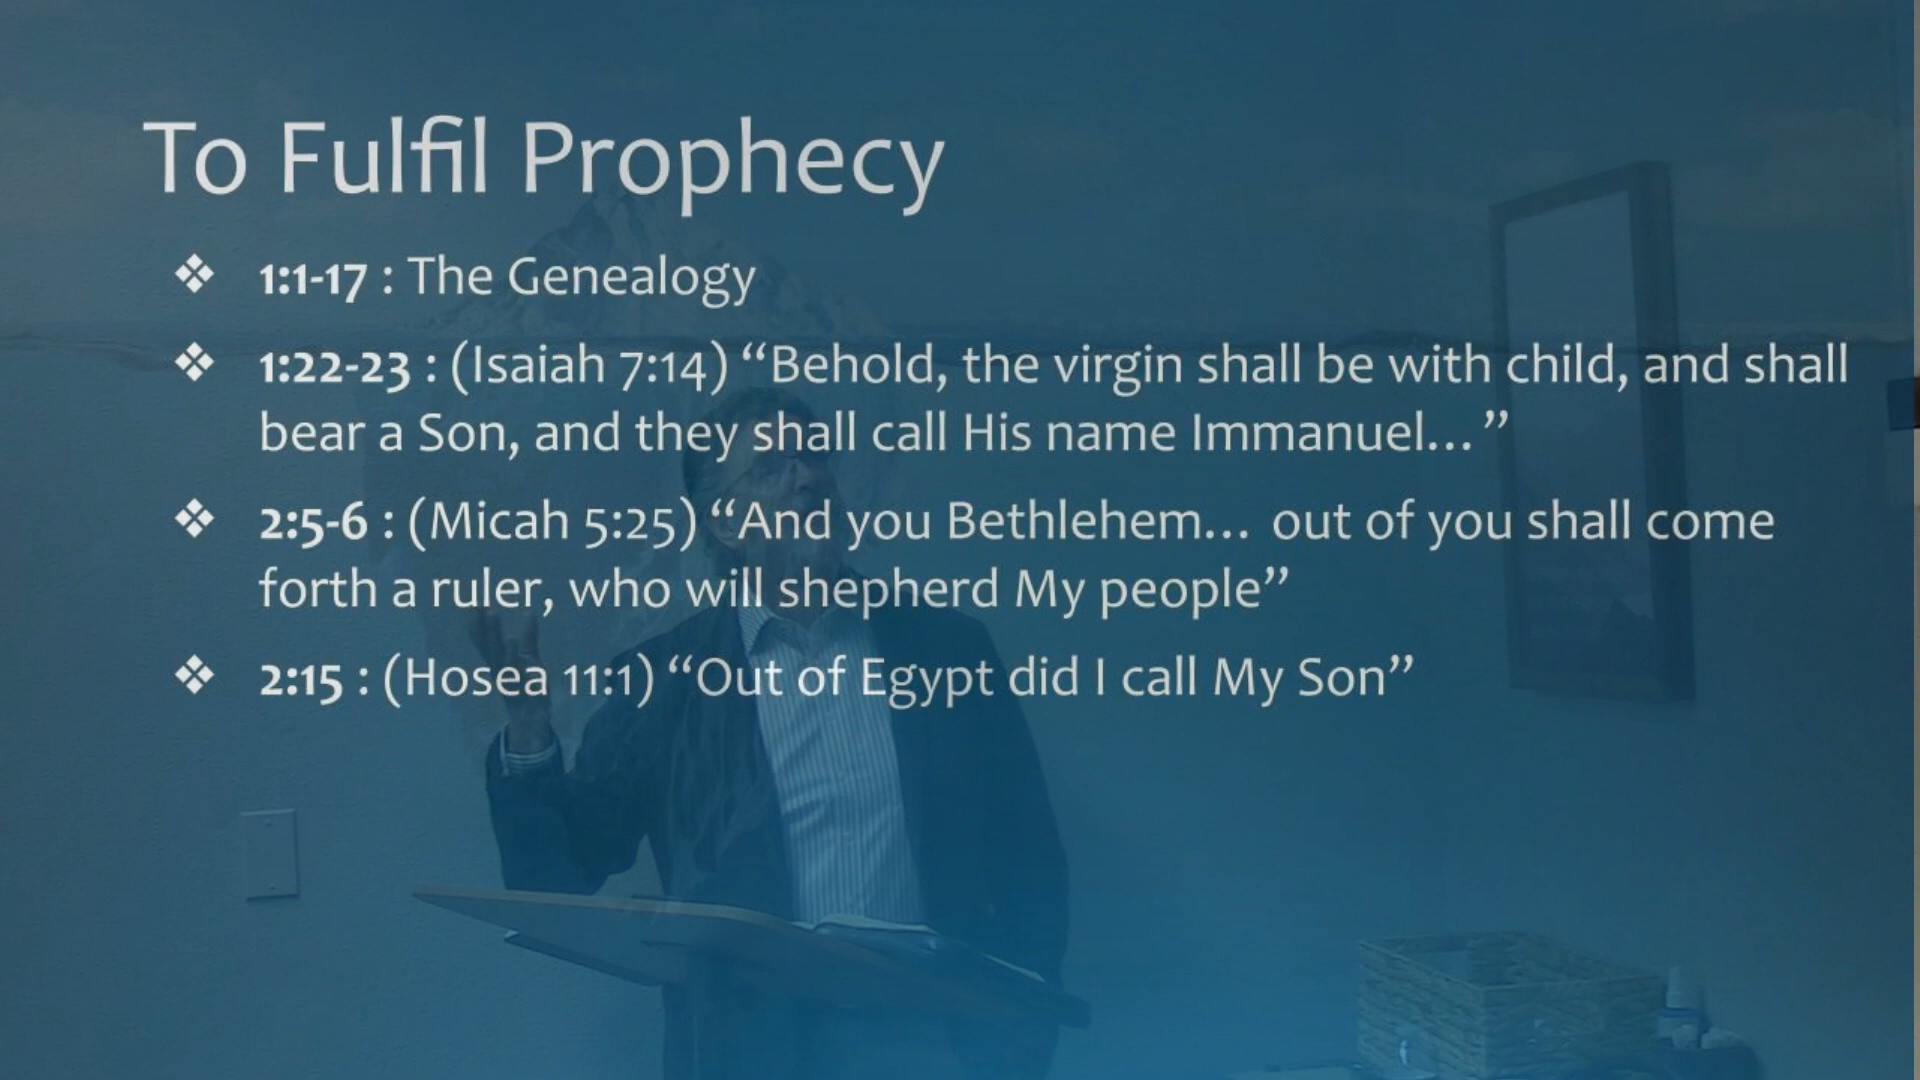 To Fulfil Prophecy
❖ 1:1-17 : The Genealogy
❖ 1:22-23 : (Isaiah 7:14) “Behold, the virgin shall be with child, and shall
bear a Son, and they shall call His name Immanuel…”
❖ 2:5-6 : (Micah 5:25) “And you Bethlehem… out of you shall come
forth a ruler, who will shepherd My people”
❖ 2:15 : (Hosea 11:1) “Out of Egypt did I call My Son”